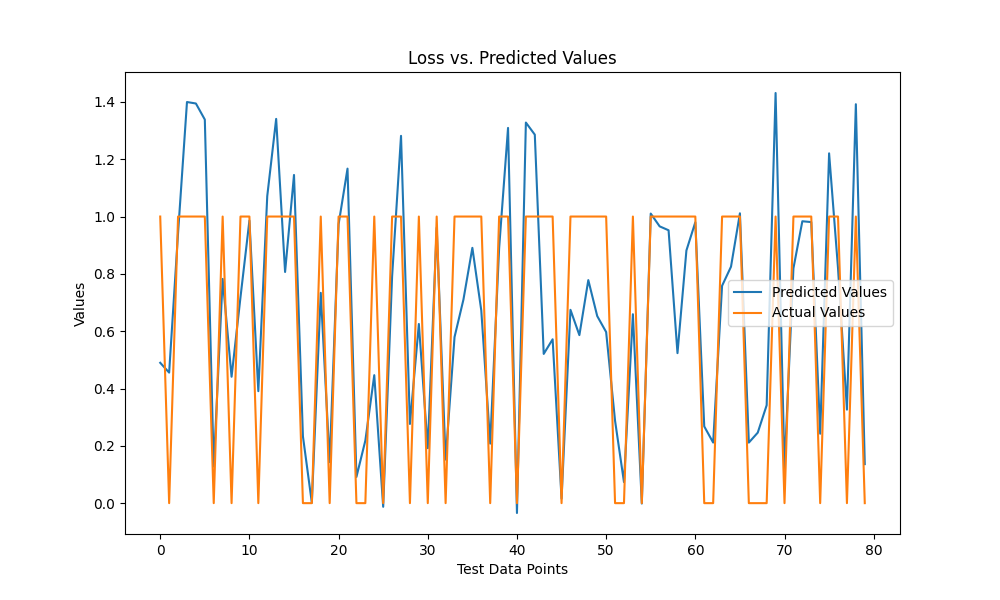 Loss vs. Predicted Values
Values
1.4
1.2
1.0
0.8
0.6
0.4
0.2
0.0
Predicted Values
Actual Values
0 10 20 30 40 50 60 70 80
Test Data Points